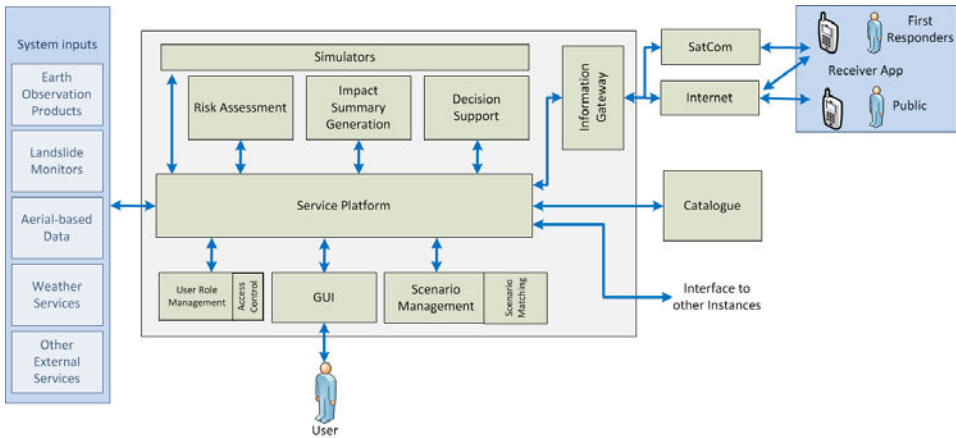 System inputs
Earth
Observation
Products
Landslide
Monitors
Aerial-based
Data
Weather
Services
Other
External
Services
Simulators
Risk Assessment
Impact
Summary
Generation
Decision
Support
Information
Gateway
Service Platform
User Role
Management
Access
Control
GUI
Scenario
Management
Scenario
Matching
User
SatCom
Internet
Catalogue
Interface to
other Instances
First
Responders
Receiver App
Public